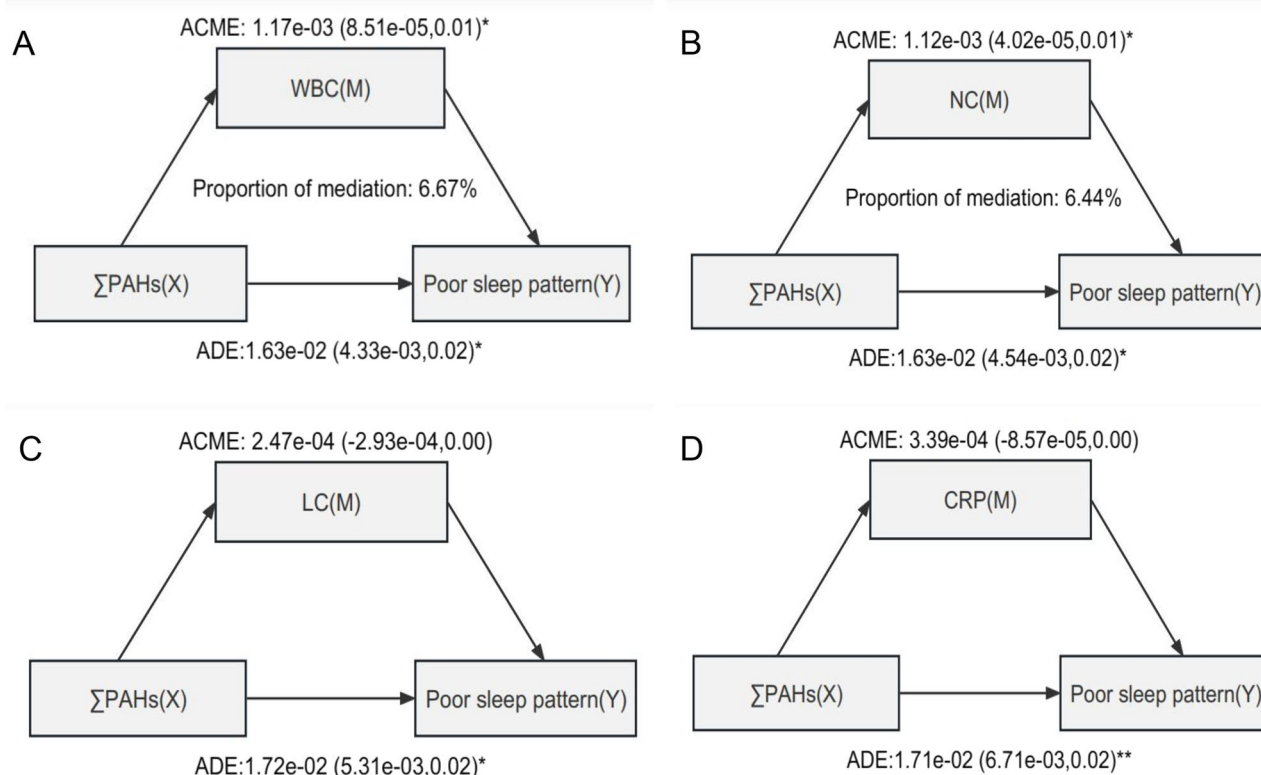 A
ACME: 1.17e-03 (8.51e-05,0.01)*
WBC(M)
Proportion of mediation: 6.67%
∑PAHs(X)
Poor sleep pattern(Y)
ADE:1.63e-02 (4.33e-03,0.02)*
B
ACME: 1.12e-03 (4.02e-05,0.01)*
NC(M)
Proportion of mediation: 6.44%
∑PAHs(X)
Poor sleep pattern(Y)
ADE:1.63e-02 (4.54e-03,0.02)*
C
ACME: 2.47e-04 (-2.93e-04,0.00)
LC(M)
∑PAHs(X)
Poor sleep pattern(Y)
ADE:1.72e-02 (5.31e-03,0.02)*
D
ACME: 3.39e-04 (-8.57e-05,0.00)
CRP(M)
∑PAHs(X)
Poor sleep pattern(Y)
ADE:1.71e-02 (6.71e-03,0.02)**